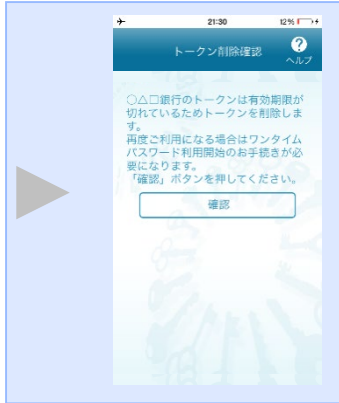 21:30 12%
トークン削除確認 ?
ヘルプ
○△□銀行のトークンは有効期限が
切れているためトークンを削除しま
す。
再度ご利用になる場合はワンタイム
パスワード利用開始のお手続きが必
要になります。
「確認」ボタンを押してください。
確認